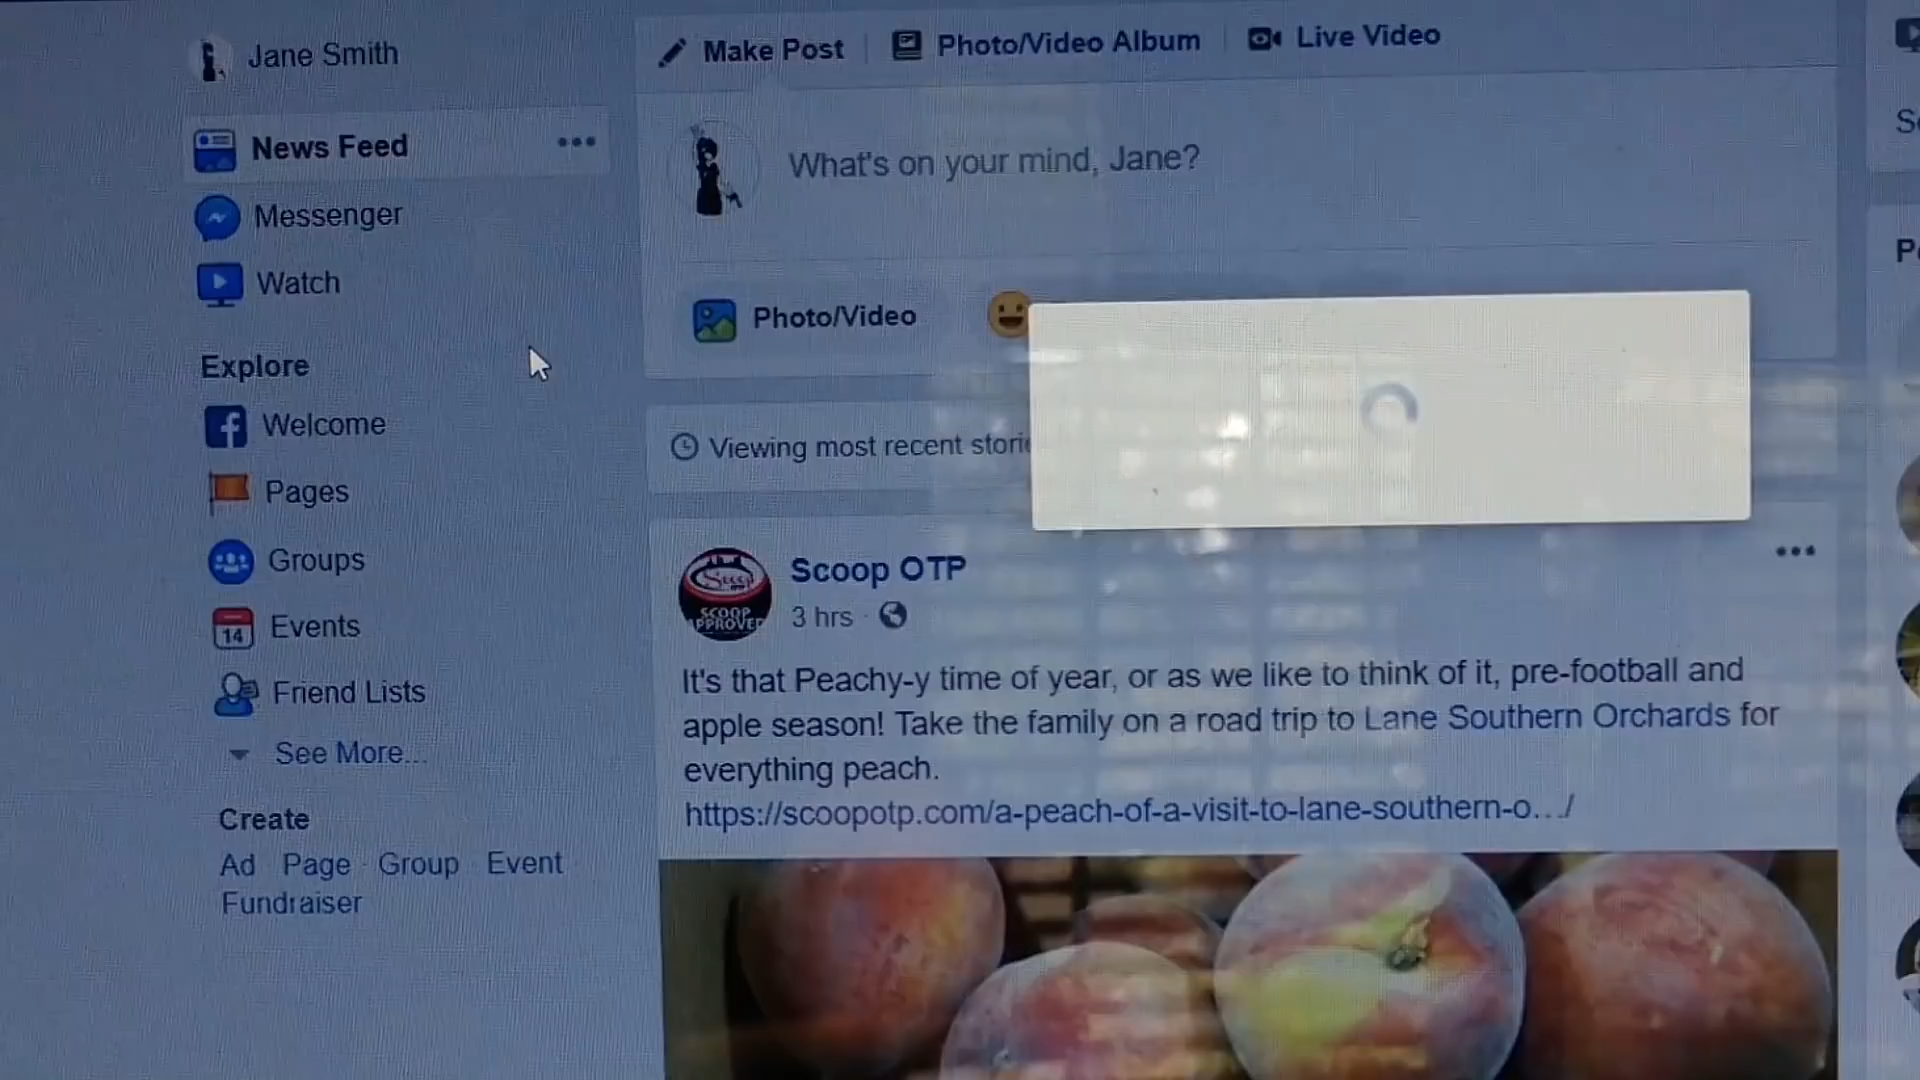 Jane Smith
News Feed
Messenger
Watch
Explore
Welcome
Pages
Groups
14
Events
Friend Lists
See More...
Create
Ad Page Group Event
Fundraiser
Make Post
Photo/Video Album
Live Video
What's on your mind, Jane?
Photo/Video
Viewing most recent stori
Scoop OTP
SCOOP
APPROVED
3 hrs
It's that Peachy-y time of year, or as we like to think of it, pre-football and
apple season! Take the family on a road trip to Lane Southern Orchards for
everything peach.
https://scoopotp.com/a-peach-of-a-visit-to-lane-southern-o.../